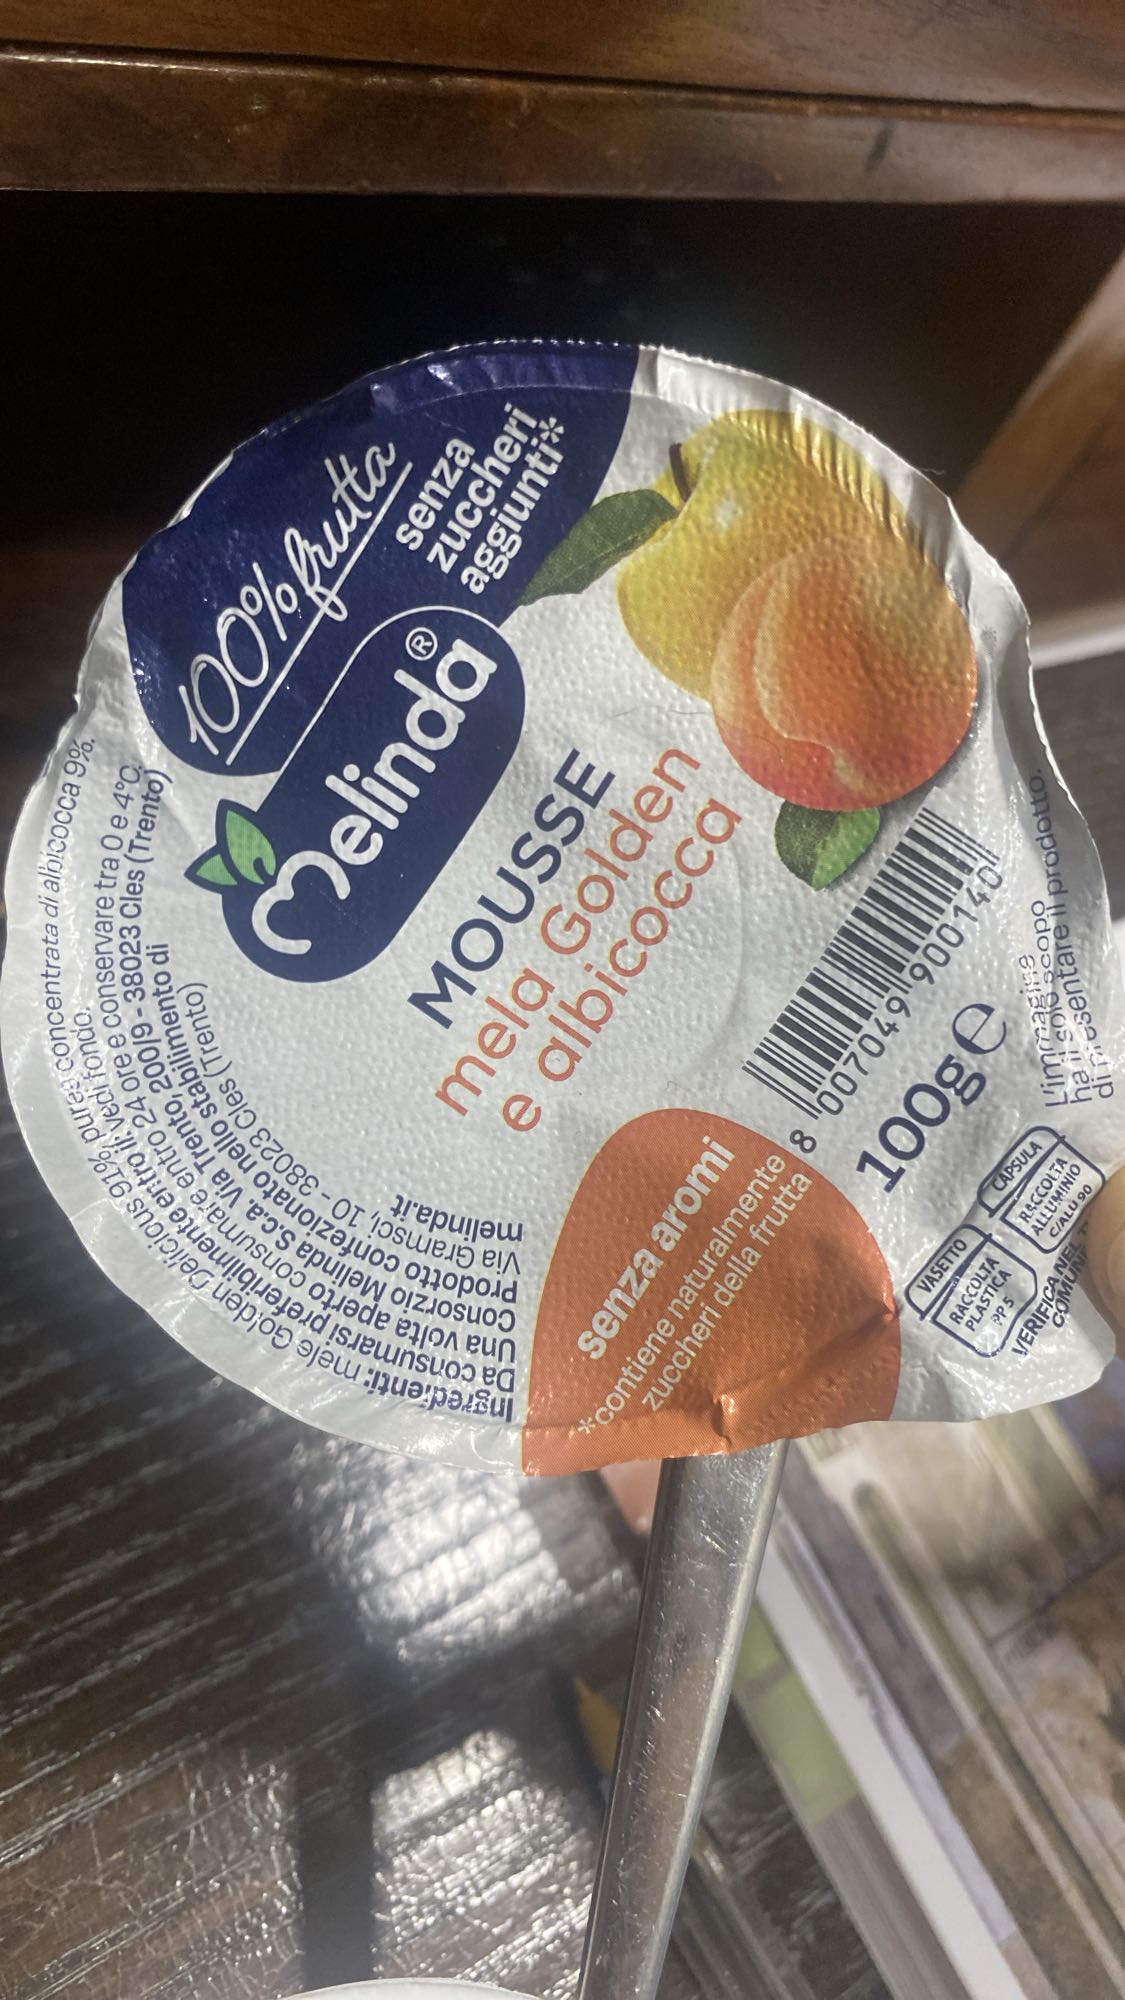 100% frutta
senza
zuccheri
aggiunti*
Melinda®
MOUSSE
mela Golden
e albicocca
senza aromi
*contiene naturalmente
zuccheri della frutta
8 007049 900140
100g e
L'immagine
ha il solo scopo
di presentare il prodotto.
VASETTO
RACCOLTA
PLASTICA
PP 5
CAPSULA
RACCOLTA
ALLUMINIO
C/ALU 90
VERIFICA NEL TUO
COMUNE
Ingredienti: mele Golden Delicious 91%, purea concentrata di albicocca 9%.
Da consumarsi preferibilmente entro il: vedi fondo.
Una volta aperto consumare entro 24 ore e conservare tra 0 e 4°C.
Consorzio Melinda S.c.a. Via Trento, 200/9 - 38023 Cles (Trento)
Prodotto confezionato nello stabilimento di
Via Gramsci, 10 - 38023 Cles (Trento)
melinda.it